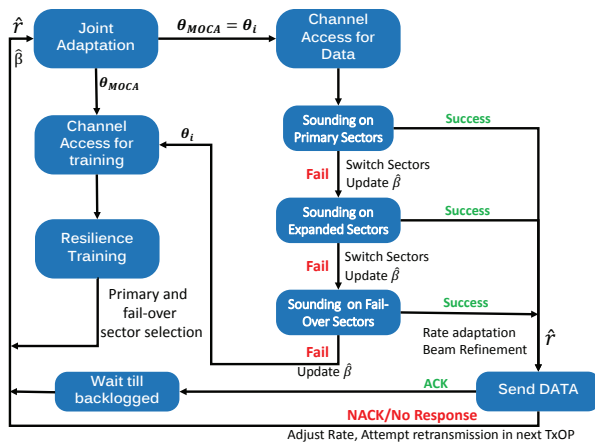 r̂
β̂
Joint
Adaptation
θ_MOCA = θ_i
Channel
Access for
Data
θ_MOCA
Channel
Access for
training
θ_i
Sounding on
Primary Sectors
Success
Fail
Switch Sectors
Update β̂
Resilience
Training
Sounding on
Expanded Sectors
Success
Fail
Switch Sectors
Update β̂
Primary and
fail-over
sector selection
Sounding on Fail-
Over Sectors
Success
Rate adaptation
Beam Refinement
r̂
Fail
Update β̂
Wait till
backlogged
ACK
Send DATA
NACK/No Response
Adjust Rate, Attempt retransmission in next TxOP